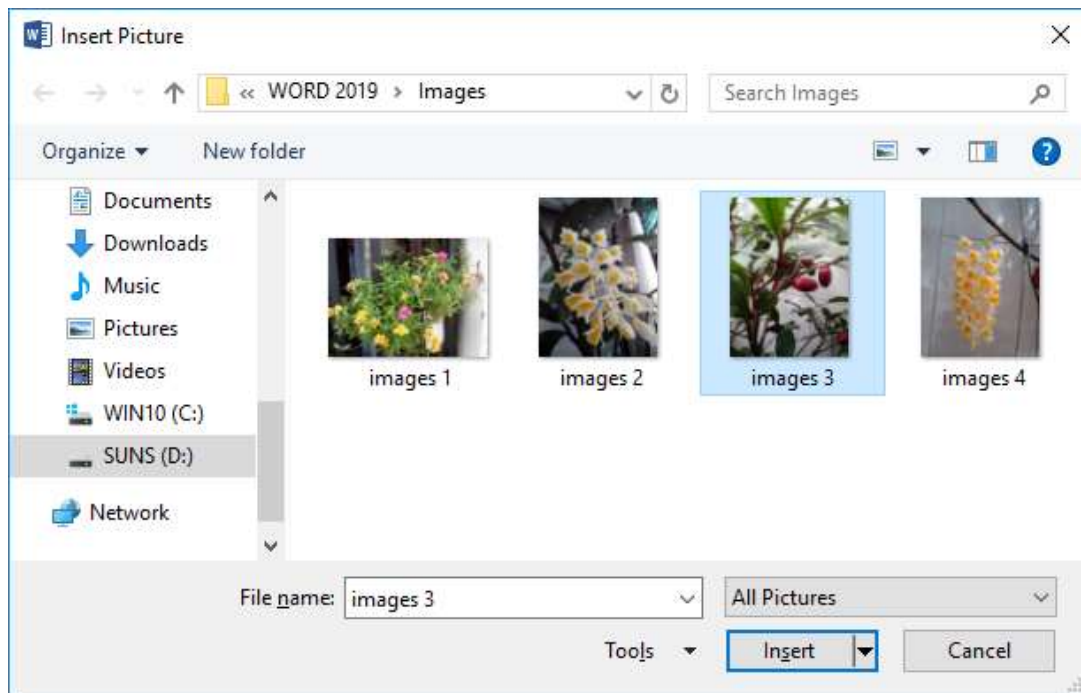 Insert Picture
« WORD 2019 > Images
Search Images
Organize
New folder
Documents
Downloads
Music
Pictures
Videos
WIN10 (C:)
SUNS (D:)
Network
images 1
images 2
images 3
images 4
File name:
images 3
All Pictures
Tools
Insert
Cancel